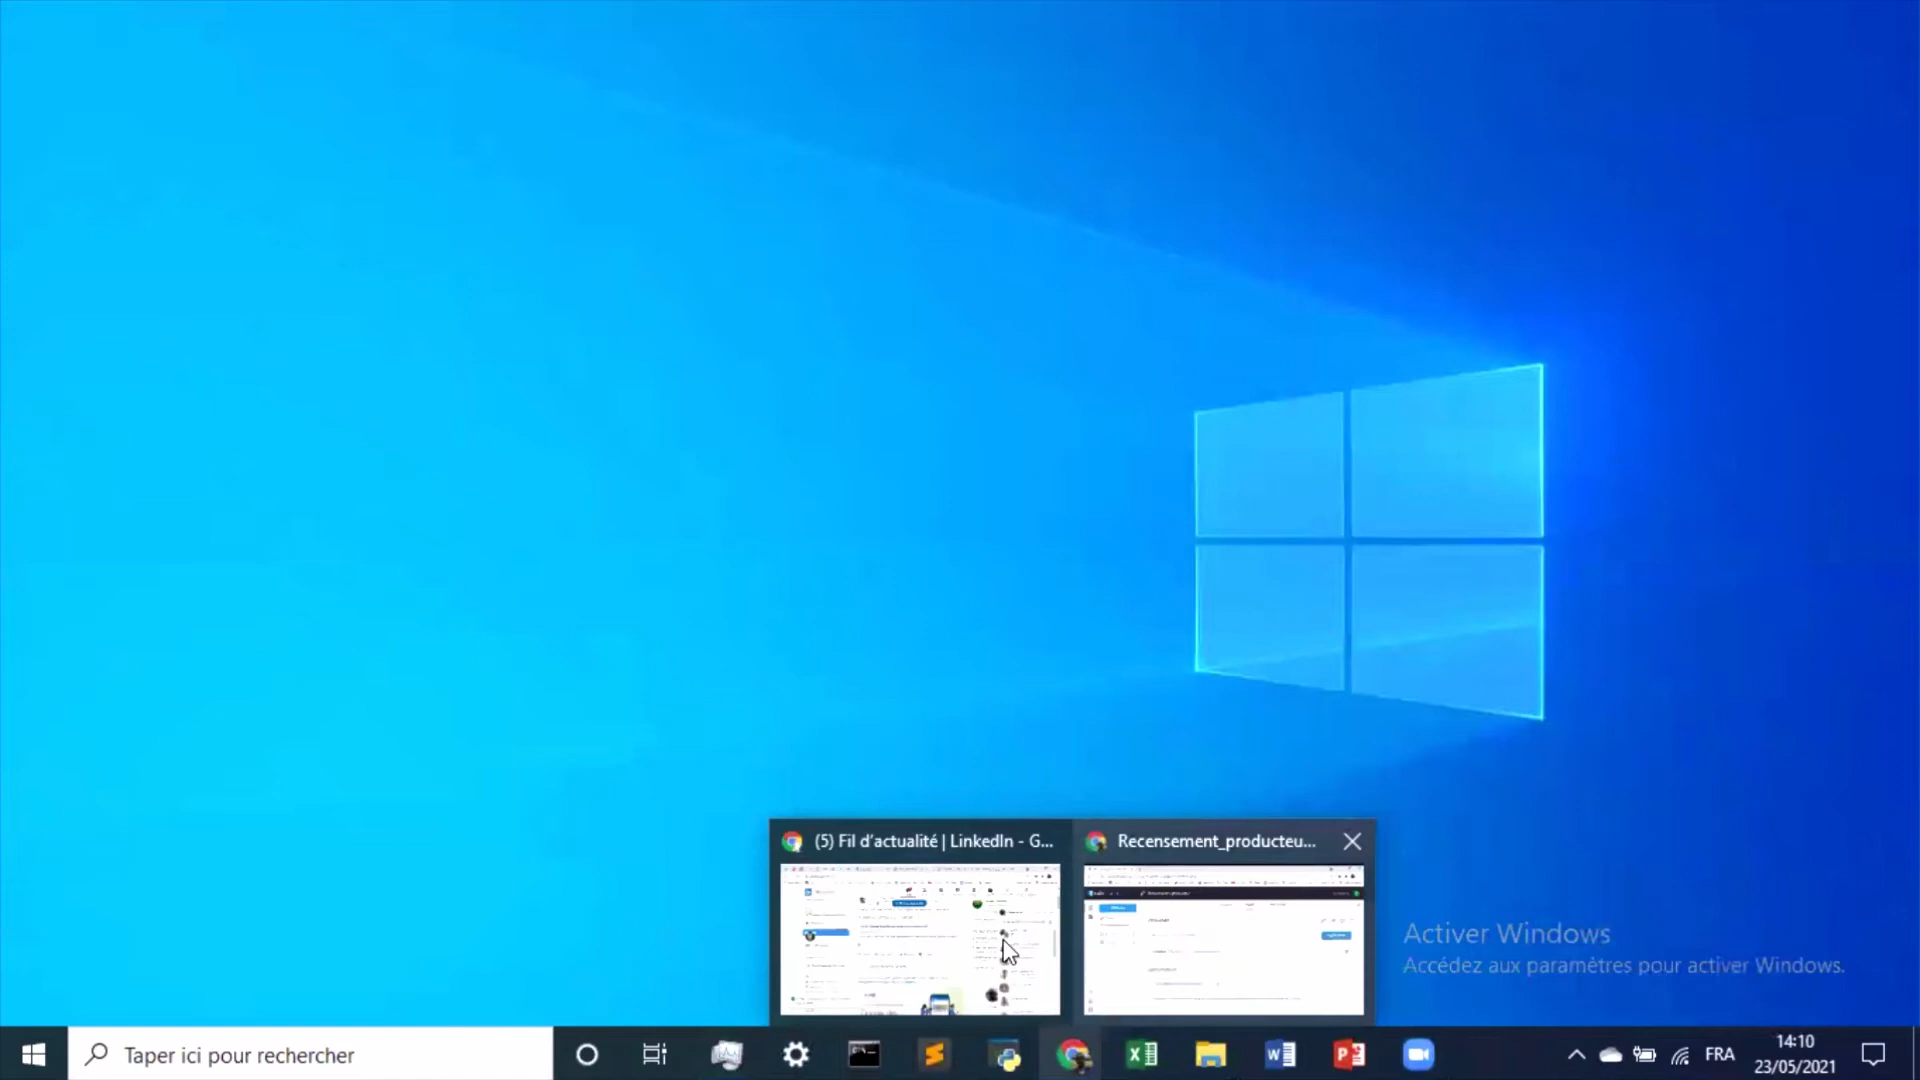 (5) Fil d'actualité | LinkedIn - G...
Recensement_producteu...
Activer Windows
Accédez aux paramètres pour activer Windows.
Taper ici pour rechercher
FRA
14:10
23/05/2021